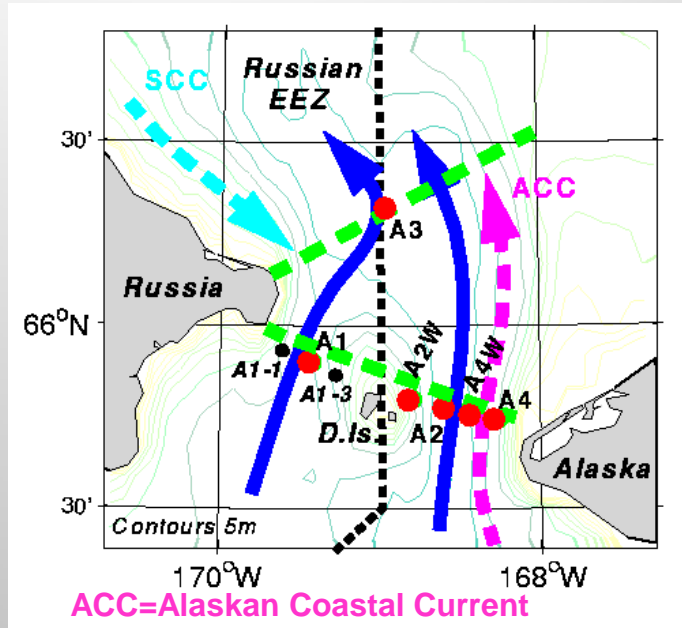 Russian
EEZ
SCC
30'
ACC
A3
Russia
66°N
A1
A2W
A4W
A1-1
A1-3
A4
D.Is.
A2
Alaska
30'
Contours 5m
170°W
168°W
ACC=Alaskan Coastal Current